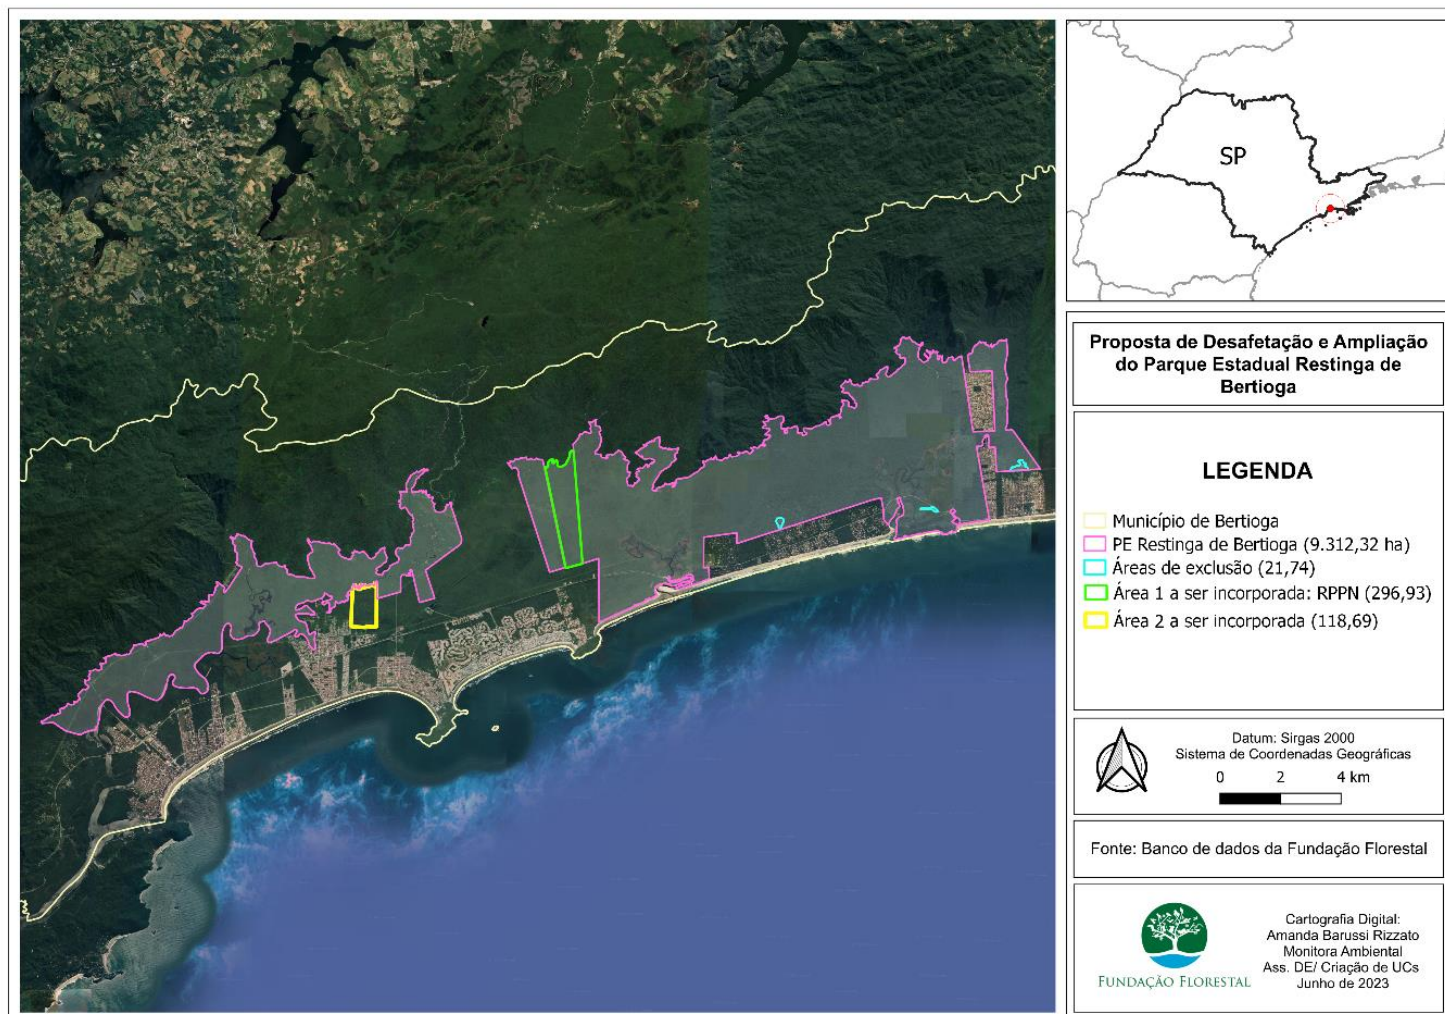 SP
Proposta de Desafetação e Ampliação
do Parque Estadual Restinga de
Bertioga
LEGENDA
Município de Bertioga
PE Restinga de Bertioga (9.312,32 ha)
Áreas de exclusão (21,74)
Área 1 a ser incorporada: RPPN (296,93)
Área 2 a ser incorporada (118,69)
Datum: Sirgas 2000
Sistema de Coordenadas Geográficas
0 2 4 km
Fonte: Banco de dados da Fundação Florestal
FUNDAÇÃO FLORESTAL
Cartografia Digital:
Amanda Barussi Rizzato
Monitora Ambiental
Ass. DE/ Criação de UCs
Junho de 2023